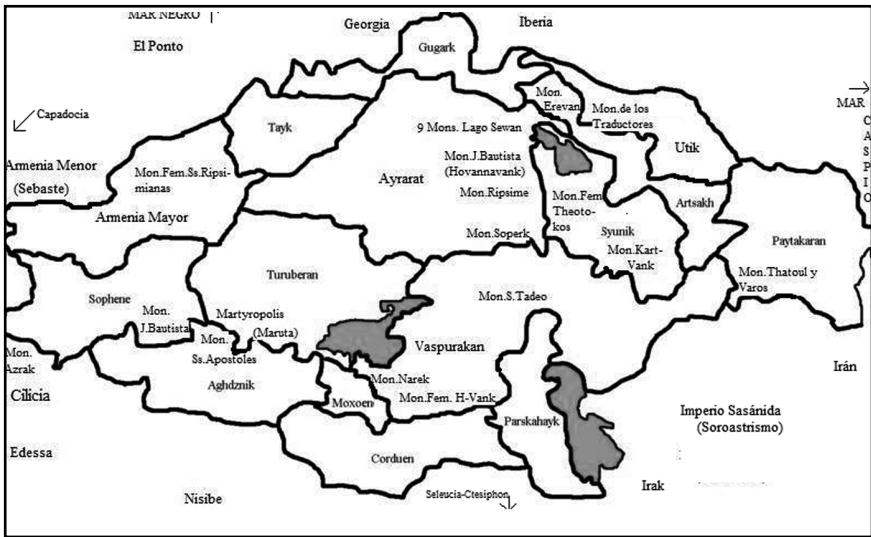 MAR NEGRO
Georgia
Iberia
El Ponto
Gugark
Capadocia
Mon.
Erevan
Mon.de los
Traductores
MAR
CASPIO
Tayk
9 Mons. Lago Sewan
Utik
Armenia Menor
(Sebaste)
Mon.Fem.Ss.Ripsi-
mianas
Ayrarat
Mon.J.Bautista
(Hovannavank)
Mon.Ripsime
Mon.Fem
Theoto-
kos
Artsakh
Armenia Mayor
Mon.Soperk
Syunik
Mon.Kart-
Vank
Paytakaran
Mon.Thatoul y
Varos
Turuberan
Sophene
Mon.
J.Bautista
Martyropolis
(Maruta)
Mon.S.Tadeo
Mon.
Ss.Apostoles
Vaspurakan
Mon.
Azrak
Aghdznik
Mon.Narek
Irán
Cilicia
Moxoen
Mon.Fem. H-Vank
Parskahayk
Imperio Sasánida
(Soroastrismo)
Edessa
Corduen
Nisibe
Seleucia-Ctesiphon
Irak